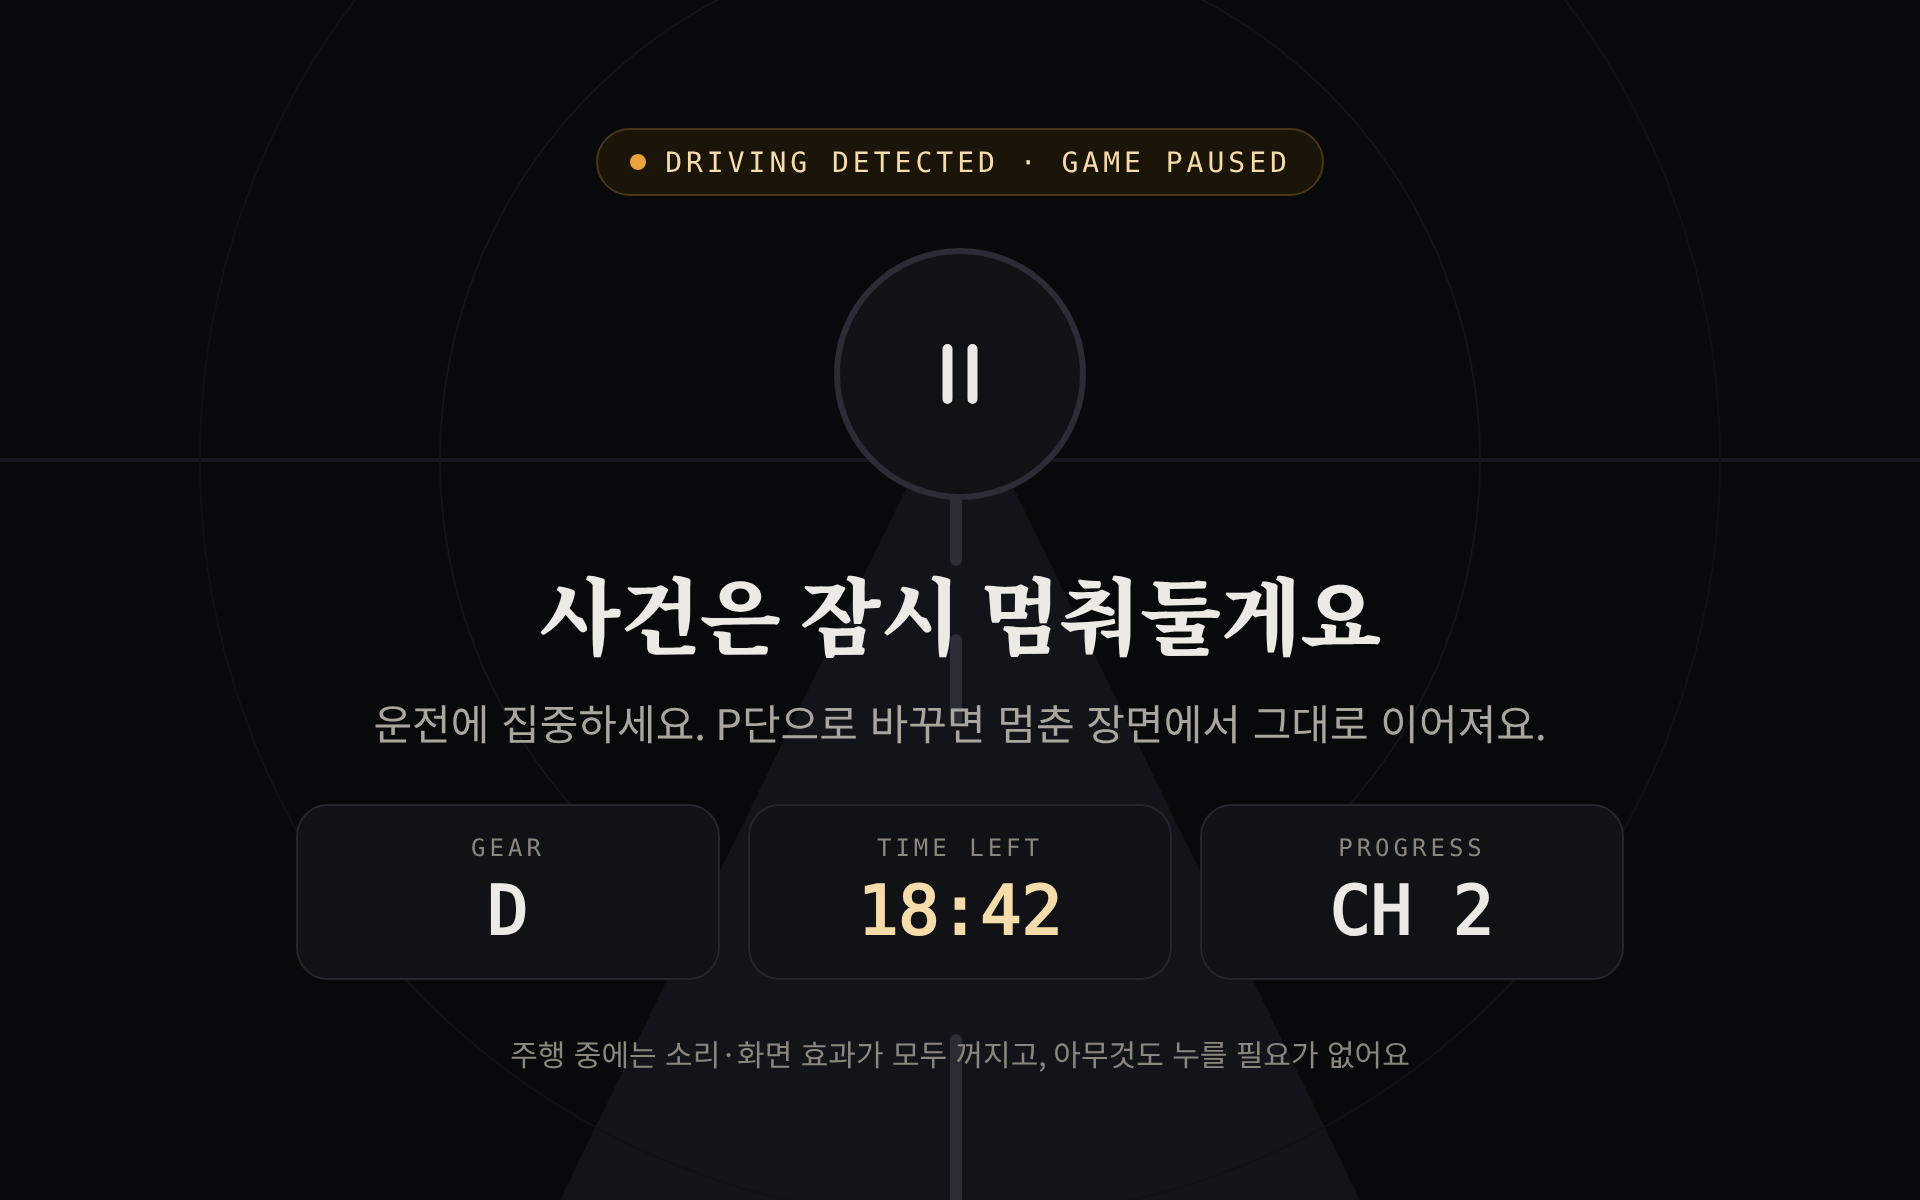 DRIVING DETECTED · GAME PAUSED
사건은 잠시 멈춰둘게요
운전에 집중하세요. P단으로 바꾸면 멈춘 장면에서 그대로 이어져요.
GEAR
D
TIME LEFT
18:42
PROGRESS
CH 2
주행 중에는 소리·화면 효과가 모두 꺼지고, 아무것도 누를 필요가 없어요